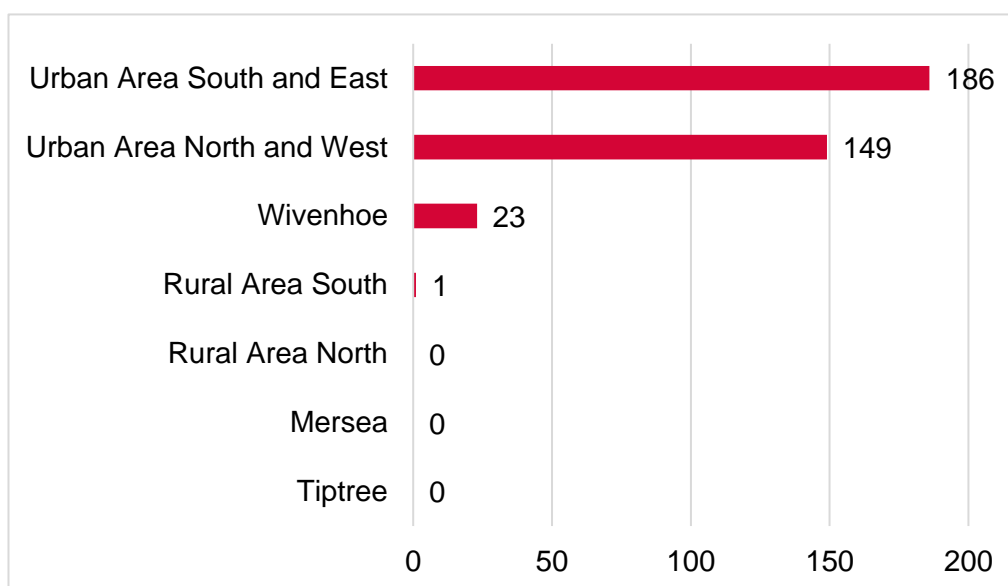 Urban Area South and East 186
Urban Area North and West 149
Wivenhoe 23
Rural Area South 1
Rural Area North 0
Mersea 0
Tiptree 0
0 50 100 150 200